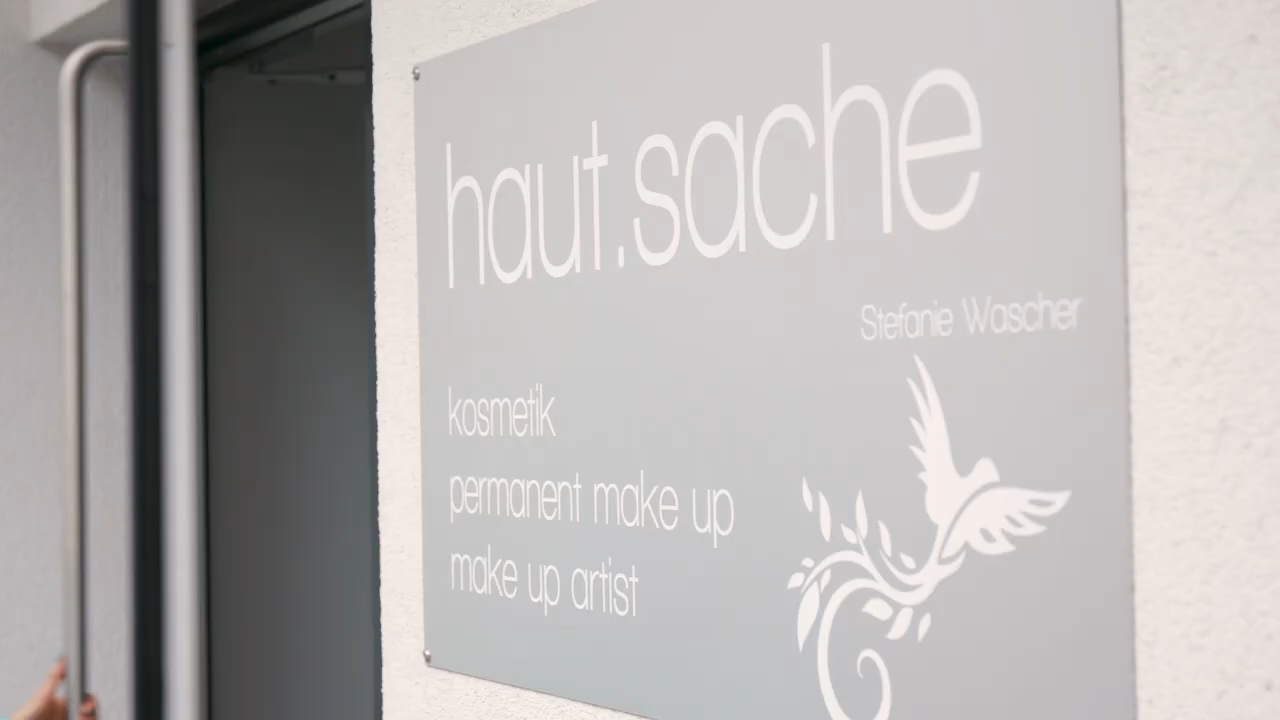 haut.sache
Stefanie Wascher
kosmetik
permanent make up
make up artist